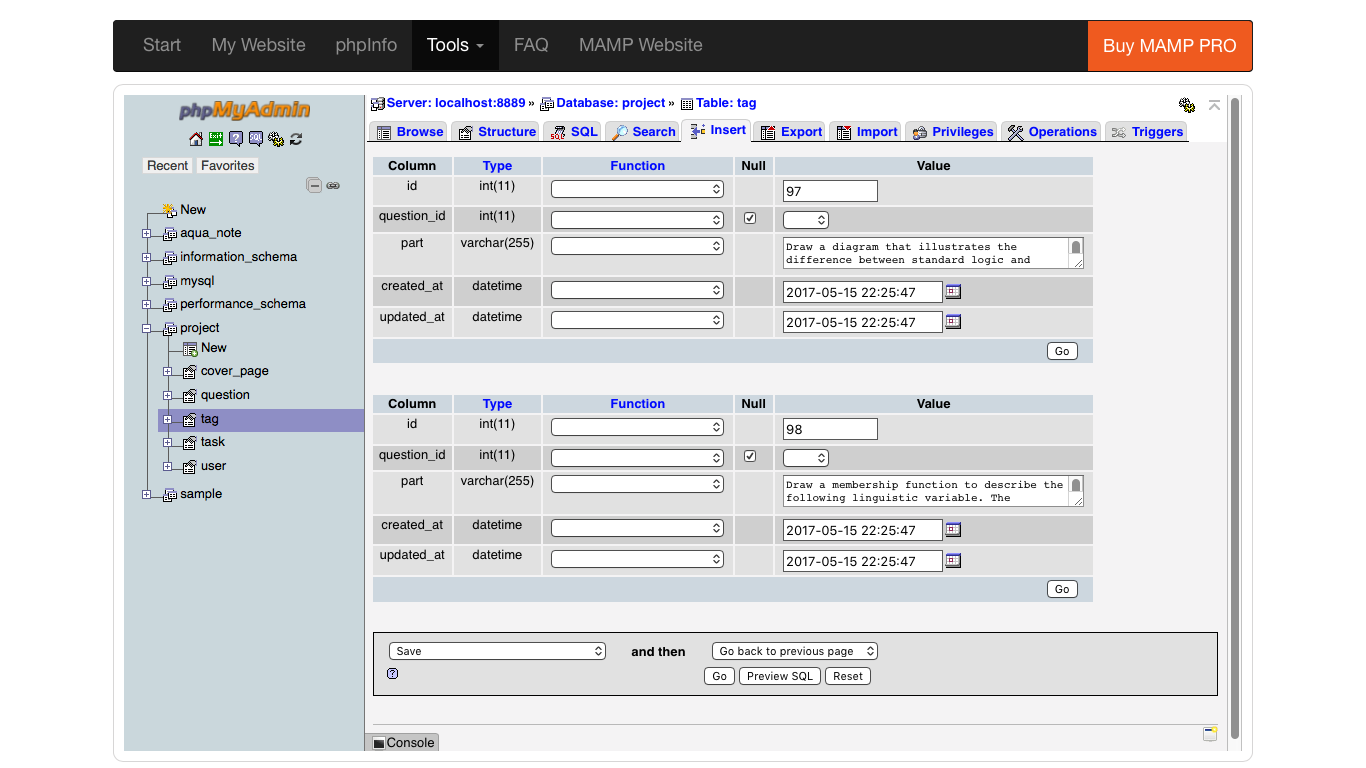 Start My Website phpInfo Tools FAQ MAMP Website Buy MAMP PRO
phpMyAdmin
Recent Favorites
New
aqua_note
information_schema
mysql
performance_schema
project
New
cover_page
question
tag
task
user
sample
Server: localhost:8889 » Database: project » Table: tag
Browse Structure SQL Search Insert Export Import Privileges Operations Triggers
Column Type Function Null Value
id int(11) 97
question_id int(11)
part varchar(255) Draw a diagram that illustrates the
difference between standard logic and
created_at datetime 2017-05-15 22:25:47
updated_at datetime 2017-05-15 22:25:47
Go
Column Type Function Null Value
id int(11) 98
question_id int(11)
part varchar(255) Draw a membership function to describe the
following linguistic variable. The
created_at datetime 2017-05-15 22:25:47
updated_at datetime 2017-05-15 22:25:47
Go
Save and then Go back to previous page
Go Preview SQL Reset
Console